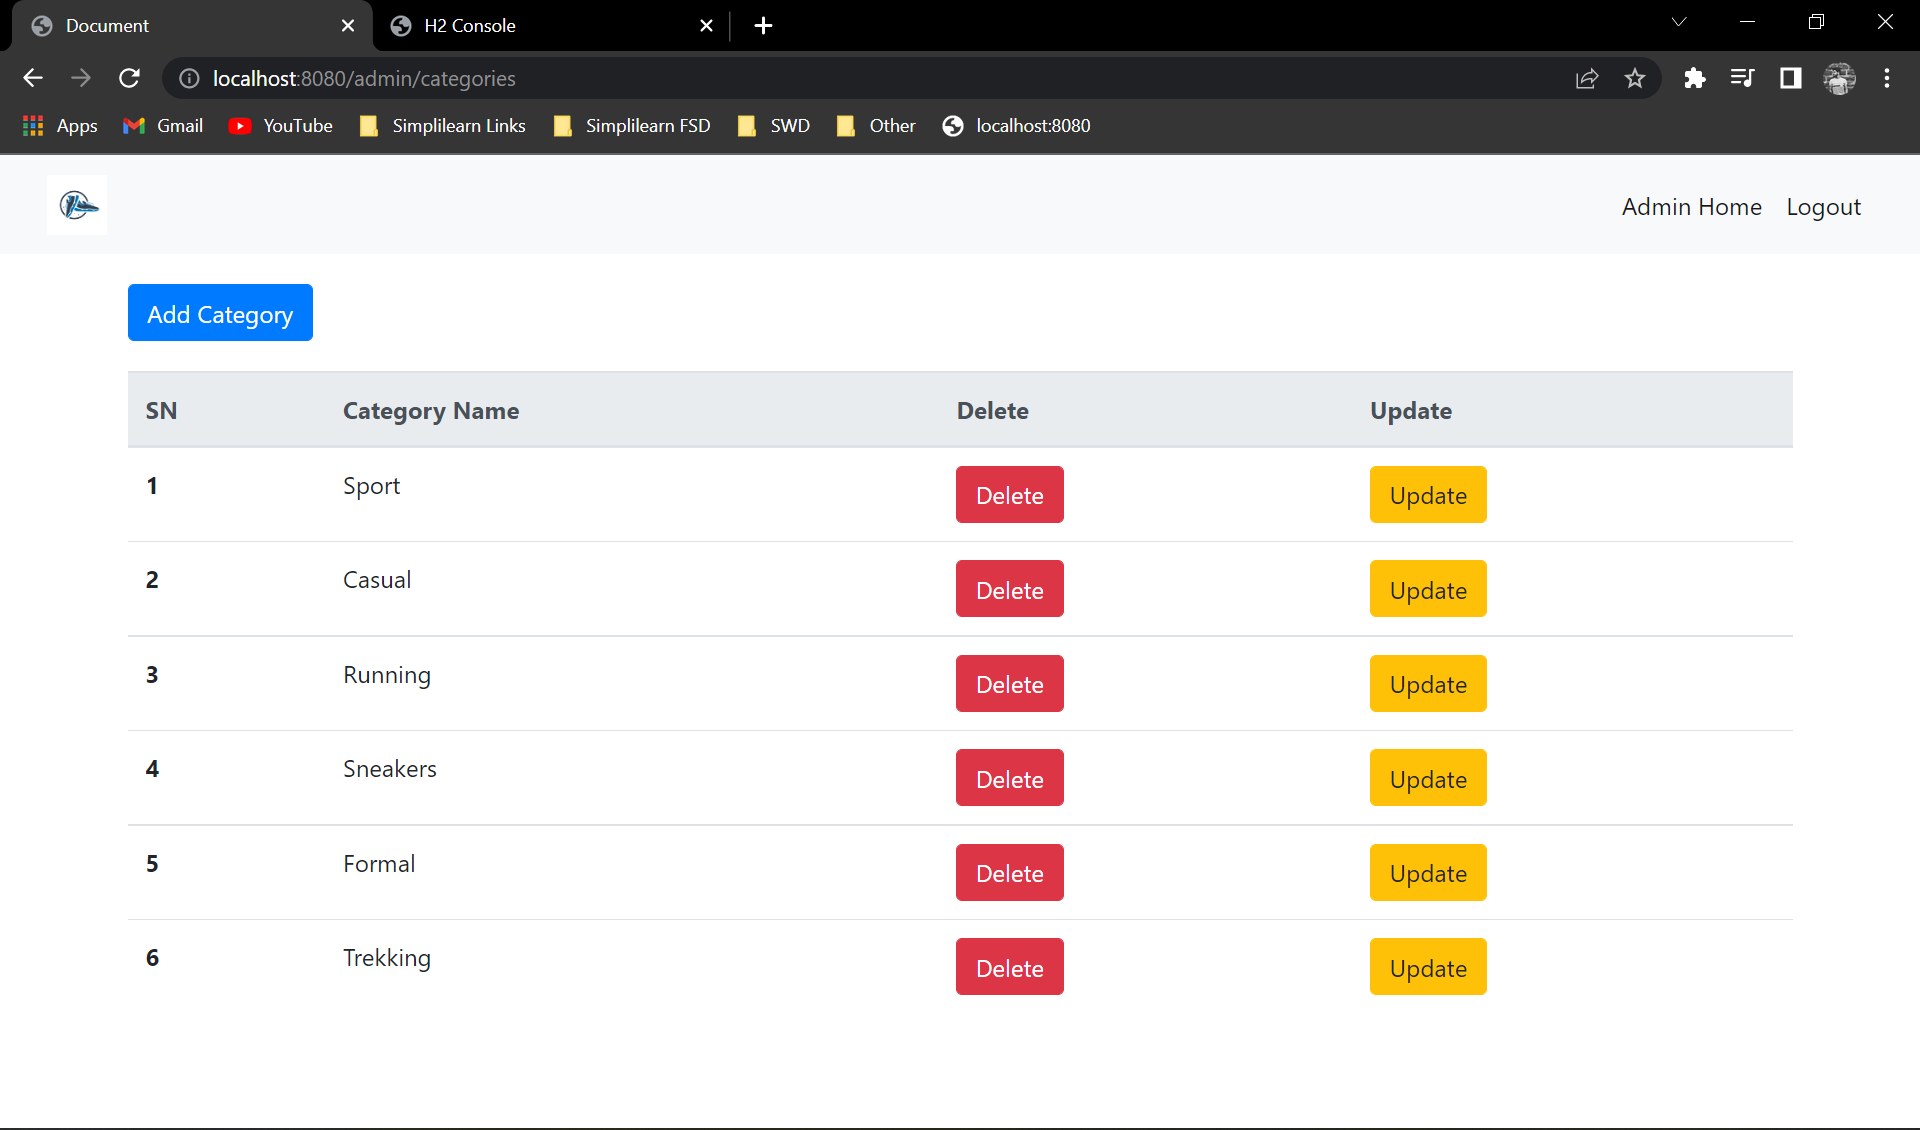 Document H2 Console
localhost:8080/admin/categories
Apps Gmail YouTube Simplilearn Links Simplilearn FSD SWD Other localhost:8080
Admin Home Logout
Add Category
SN Category Name Delete Update
1 Sport Delete Update
2 Casual Delete Update
3 Running Delete Update
4 Sneakers Delete Update
5 Formal Delete Update
6 Trekking Delete Update